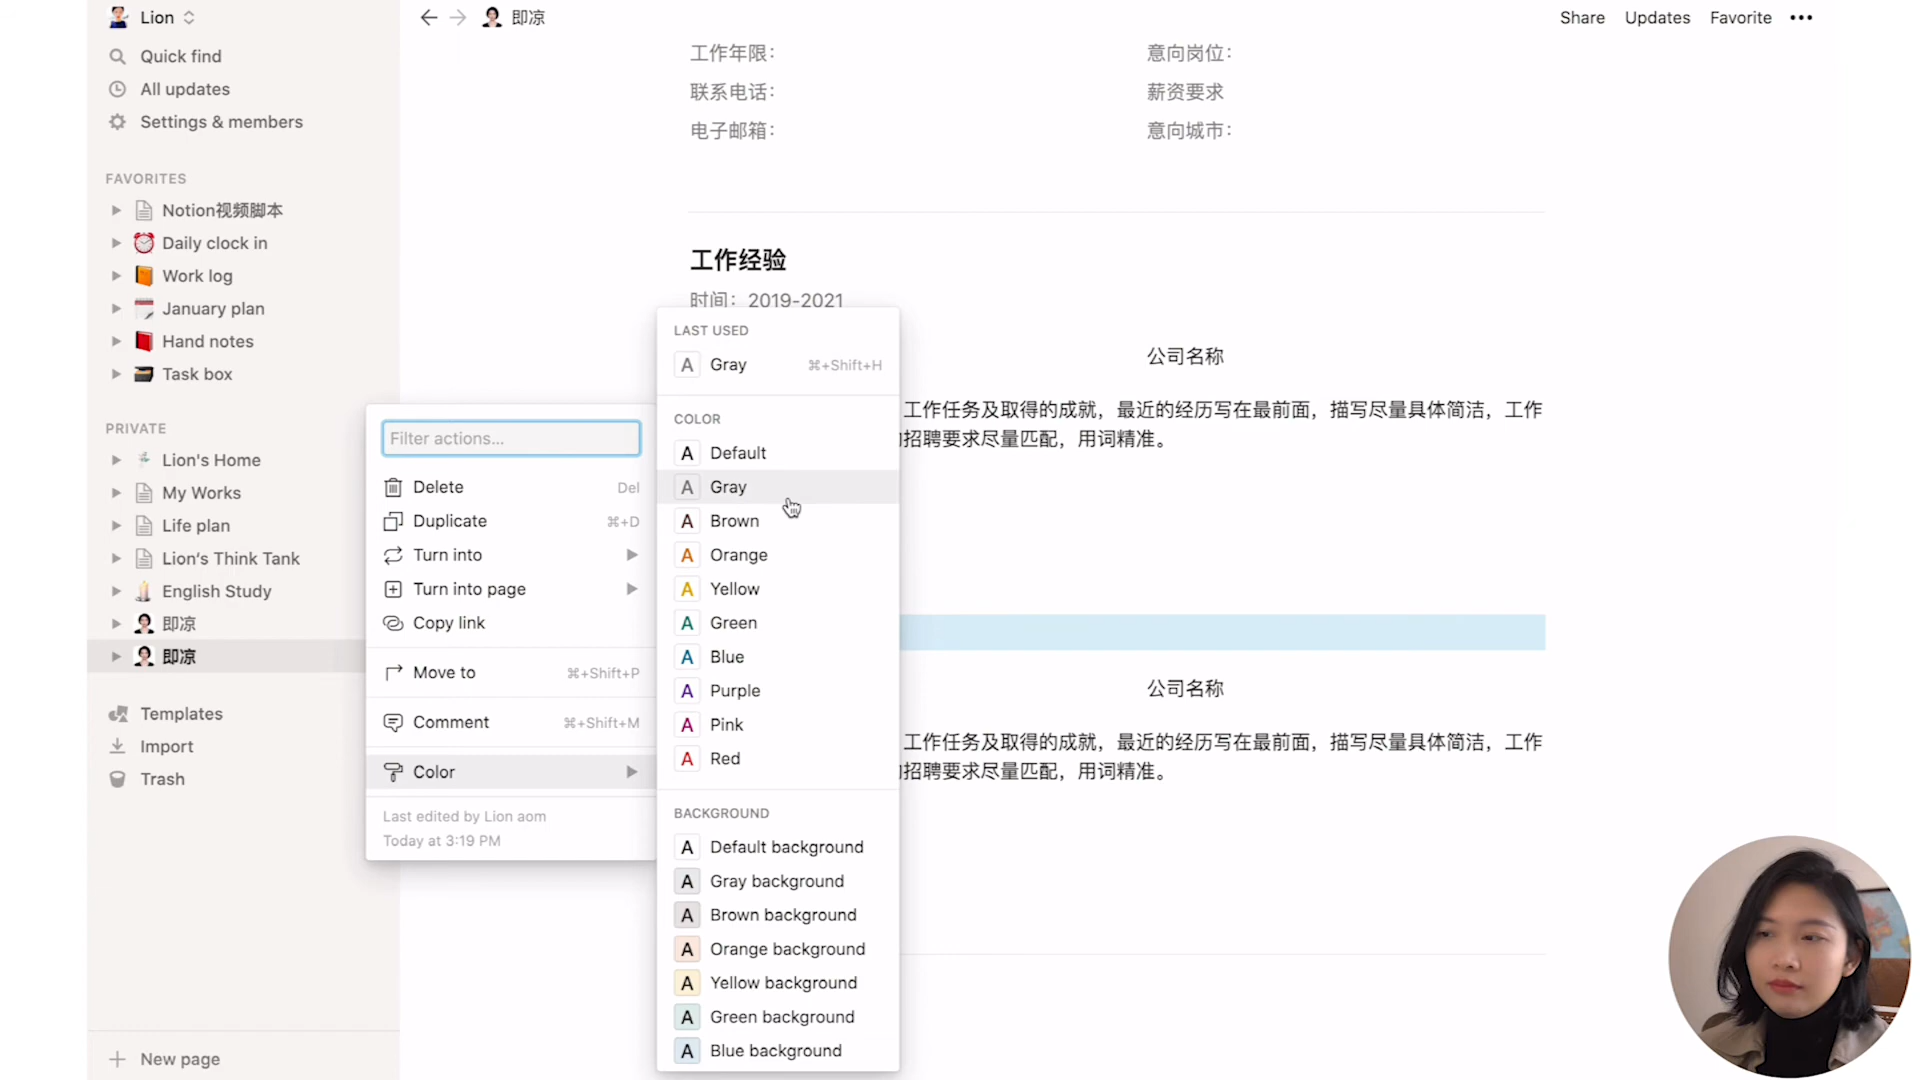 Lion
Quick find
All updates
Settings & members
FAVORITES
Notion视频脚本
Daily clock in
Work log
January plan
Hand notes
Task box
PRIVATE
Lion's Home
My Works
Life plan
Lion's Think Tank
English Study
即凉
即凉
Templates
Import
Trash
New page
即凉
Share Updates Favorite •••
工作年限： 意向岗位：
联系电话： 薪资要求
电子邮箱： 意向城市：
工作经验
时间：2019-2021
公司名称
工作任务及取得的成就，最近的经历写在最前面，描写尽量具体简洁，工作
招聘要求尽量匹配，用词精准。
公司名称
工作任务及取得的成就，最近的经历写在最前面，描写尽量具体简洁，工作
招聘要求尽量匹配，用词精准。
Filter actions...
Delete Del
Duplicate ⌘+D
Turn into
Turn into page
Copy link
Move to ⌘+Shift+P
Comment ⌘+Shift+M
Color
Last edited by Lion aom
Today at 3:19 PM
LAST USED
A Gray ⌘+Shift+H
COLOR
A Default
A Gray
A Brown
A Orange
A Yellow
A Green
A Blue
A Purple
A Pink
A Red
BACKGROUND
A Default background
A Gray background
A Brown background
A Orange background
A Yellow background
A Green background
A Blue background